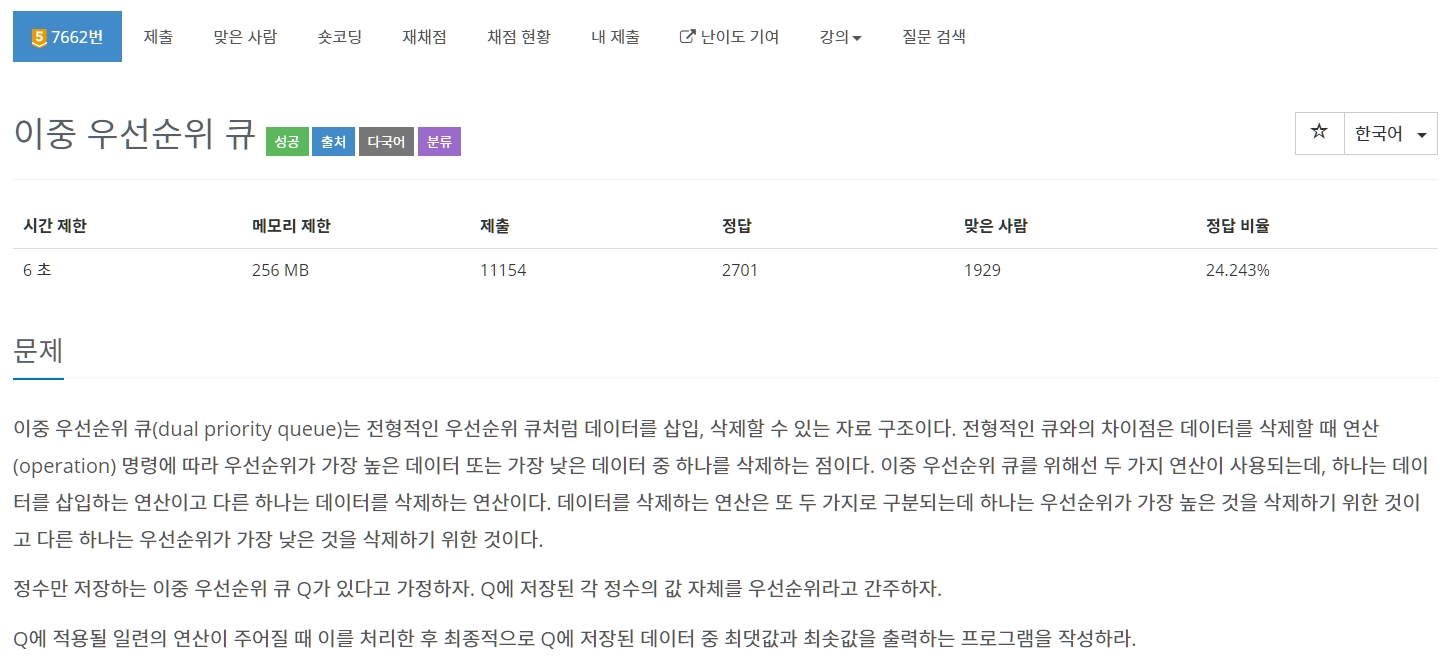 5 7662번 제출 맞은 사람 숏코딩 재채점 채점 현황 내 제출 난이도 기여 강의 질문 검색
이중 우선순위 큐 성공 출처 다국어 분류 한국어
시간 제한 메모리 제한 제출 정답 맞은 사람 정답 비율
6 초 256 MB 11154 2701 1929 24.243%
문제
이중 우선순위 큐(dual priority queue)는 전형적인 우선순위 큐처럼 데이터를 삽입, 삭제할 수 있는 자료 구조이다. 전형적인 큐와의 차이점은 데이터를 삭제할 때 연산
(operation) 명령에 따라 우선순위가 가장 높은 데이터 또는 가장 낮은 데이터 중 하나를 삭제하는 점이다. 이중 우선순위 큐를 위해선 두 가지 연산이 사용되는데, 하나는 데이
터를 삽입하는 연산이고 다른 하나는 데이터를 삭제하는 연산이다. 데이터를 삭제하는 연산은 또 두 가지로 구분되는데 하나는 우선순위가 가장 높은 것을 삭제하기 위한 것이
고 다른 하나는 우선순위가 가장 낮은 것을 삭제하기 위한 것이다.
정수만 저장하는 이중 우선순위 큐 Q가 있다고 가정하자. Q에 저장된 각 정수의 값 자체를 우선순위라고 간주하자.
Q에 적용될 일련의 연산이 주어질 때 이를 처리한 후 최종적으로 Q에 저장된 데이터 중 최댓값과 최솟값을 출력하는 프로그램을 작성하라.